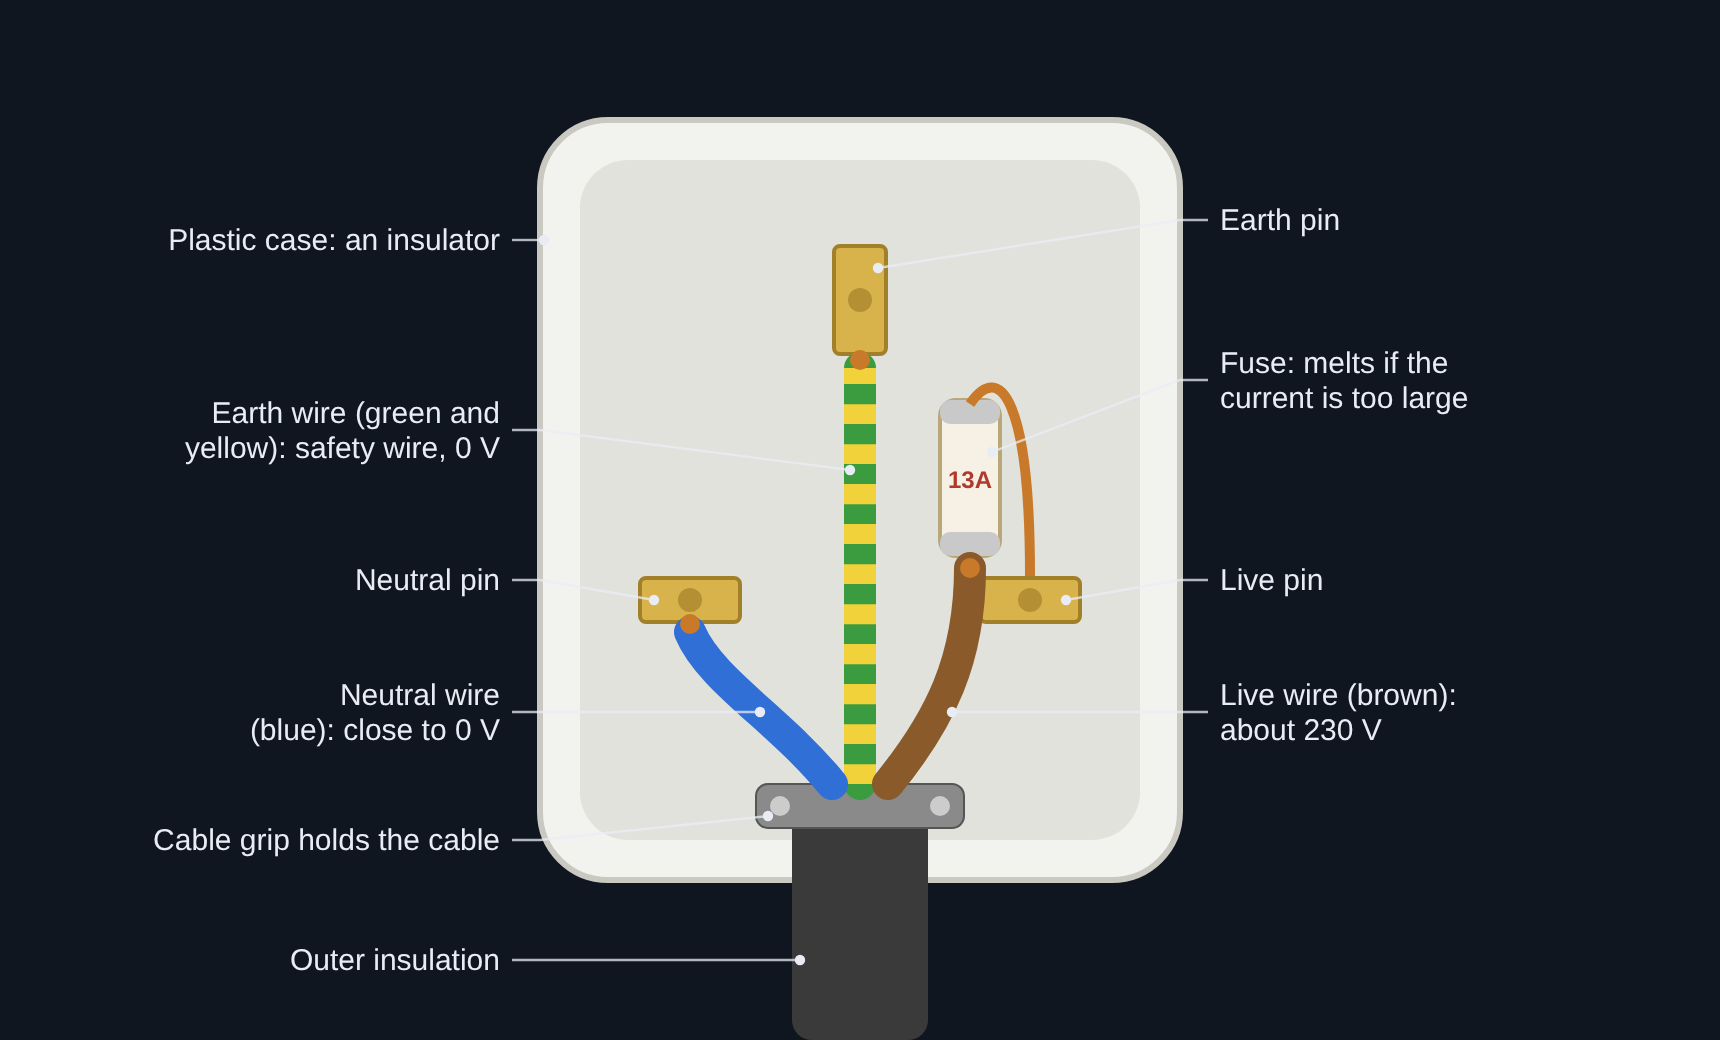 Plastic case: an insulator
Earth wire (green and
yellow): safety wire, 0 V
Neutral pin
Neutral wire
(blue): close to 0 V
Cable grip holds the cable
Outer insulation
13A
Earth pin
Fuse: melts if the
current is too large
Live pin
Live wire (brown):
about 230 V